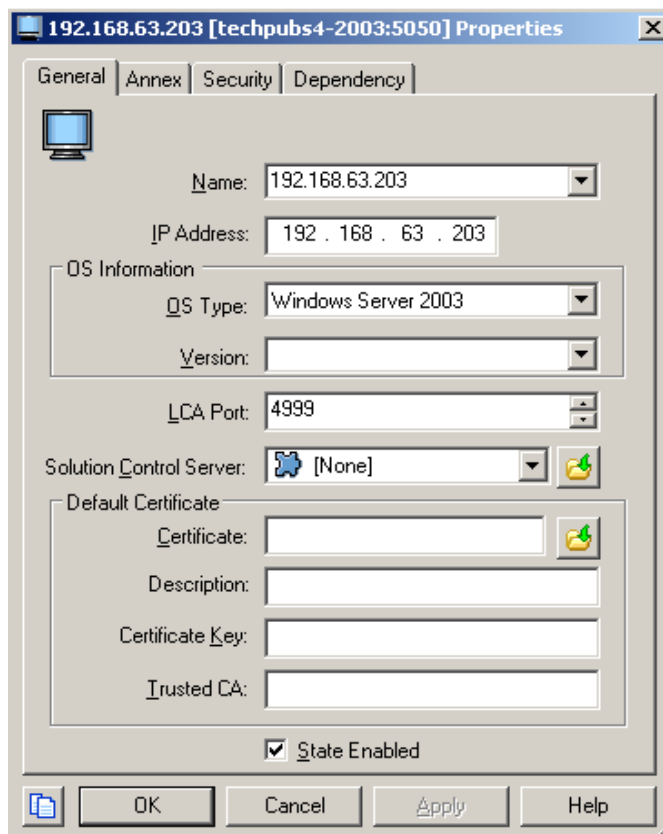 192.168.63.203 [techpubs4-2003:5050] Properties
General Annex Security Dependency
Name: 192.168.63.203
IP Address: 192 . 168 . 63 . 203
OS Information
OS Type: Windows Server 2003
Version:
LCA Port: 4999
Solution Control Server: [None]
Default Certificate
Certificate:
Description:
Certificate Key:
Trusted CA:
State Enabled
OK Cancel Apply Help